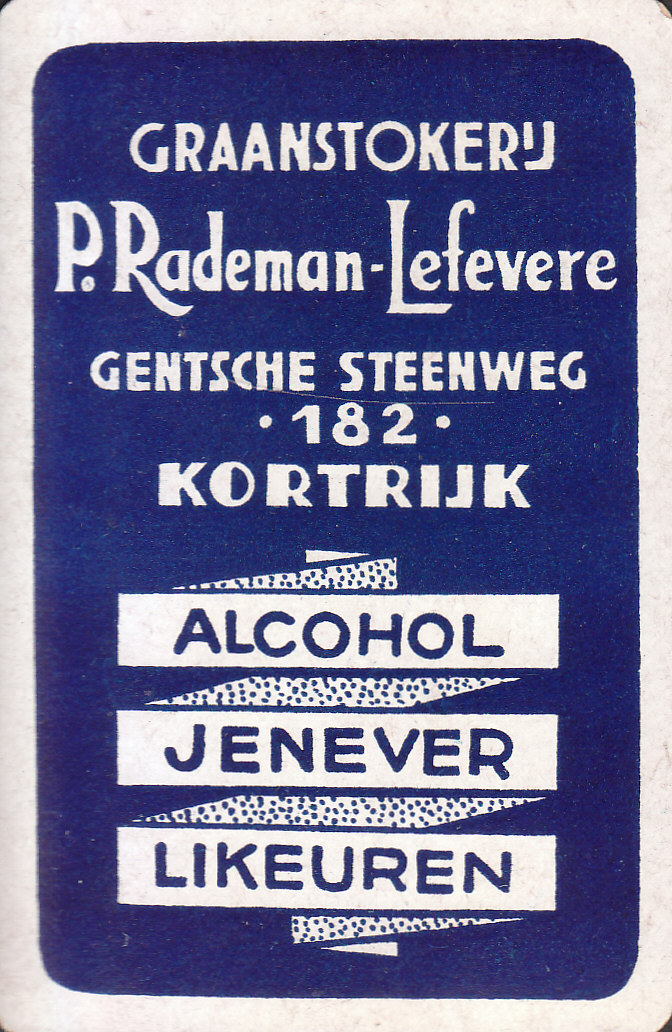 GRAANSTOKERIJ
P. Rademan-Lefevere
GENTSCHE STEENWEG
· 182 ·
KORTRIJK
ALCOHOL
JENEVER
LIKEUREN